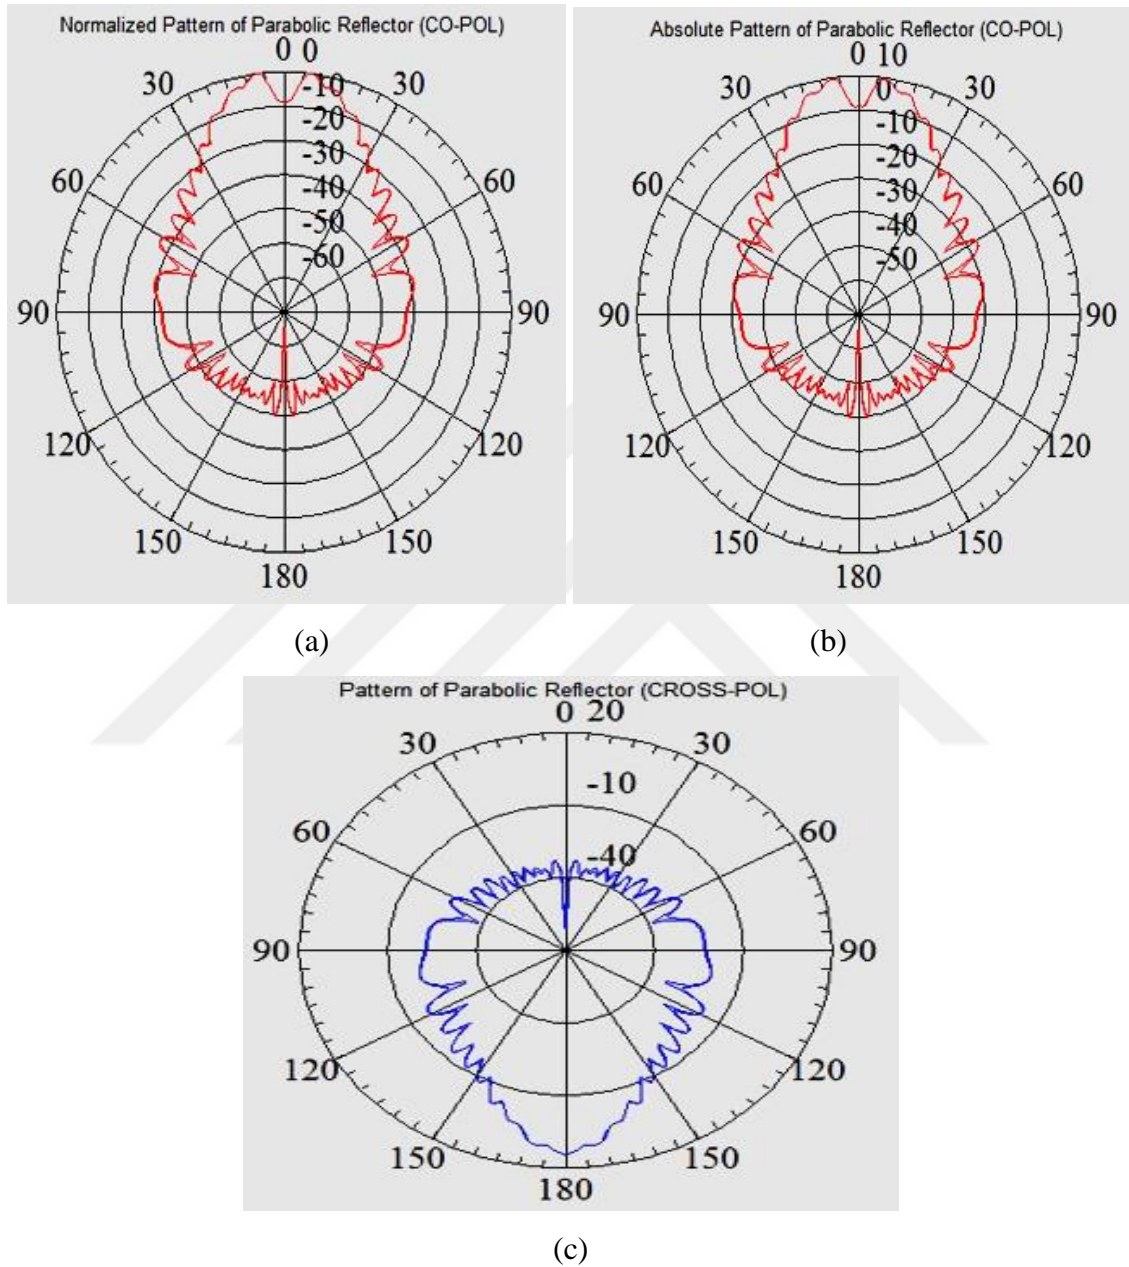 Normalized Pattern of Parabolic Reflector (CO-POL)
0 0
30 -10 30
-20
-30
60 -40 60
-50
-60
90 90
120 120
150 150
180
(a)
Absolute Pattern of Parabolic Reflector (CO-POL)
0 10
30 0 30
-10
-20
60 -30 60
-40
-50
90 90
120 120
150 150
180
(b)
Pattern of Parabolic Reflector (CROSS-POL)
0 20
30 30
-10
60 60
-40
90 90
120 120
150 150
180
(c)